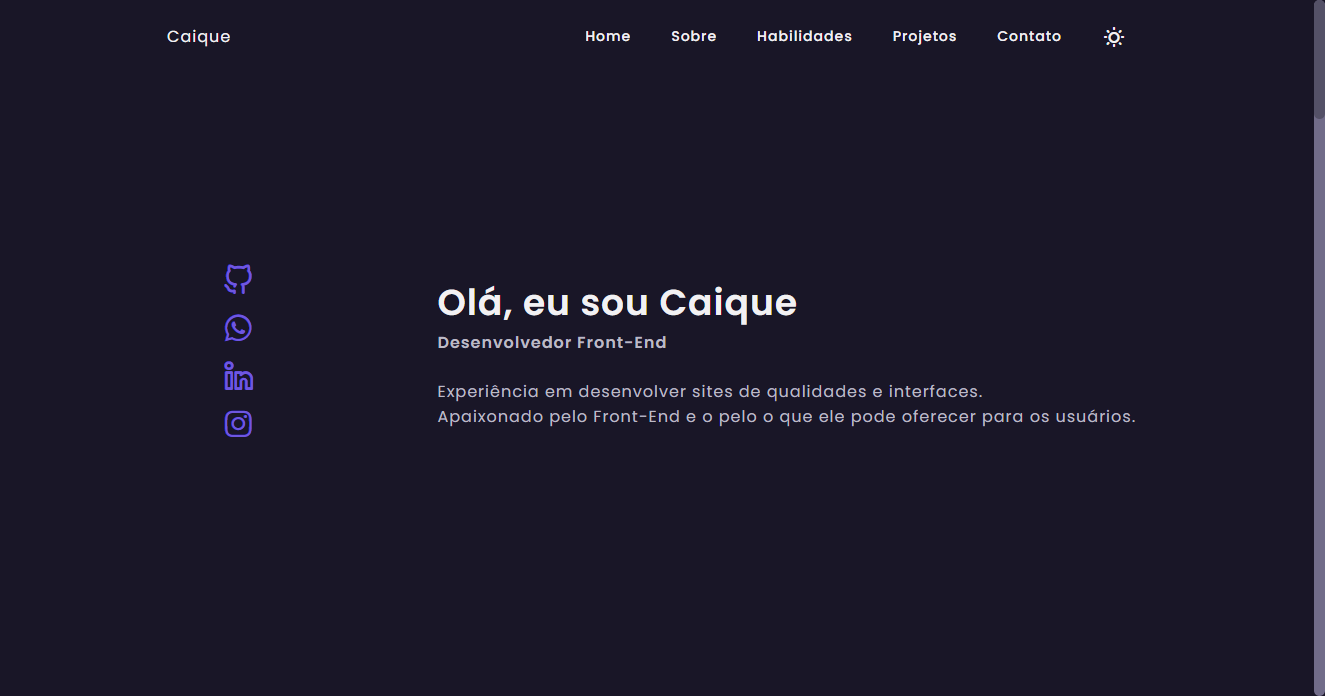 Caique
Home Sobre Habilidades Projetos Contato
Olá, eu sou Caique
Desenvolvedor Front-End
Experiência em desenvolver sites de qualidades e interfaces.
Apaixonado pelo Front-End e o pelo o que ele pode oferecer para os usuários.